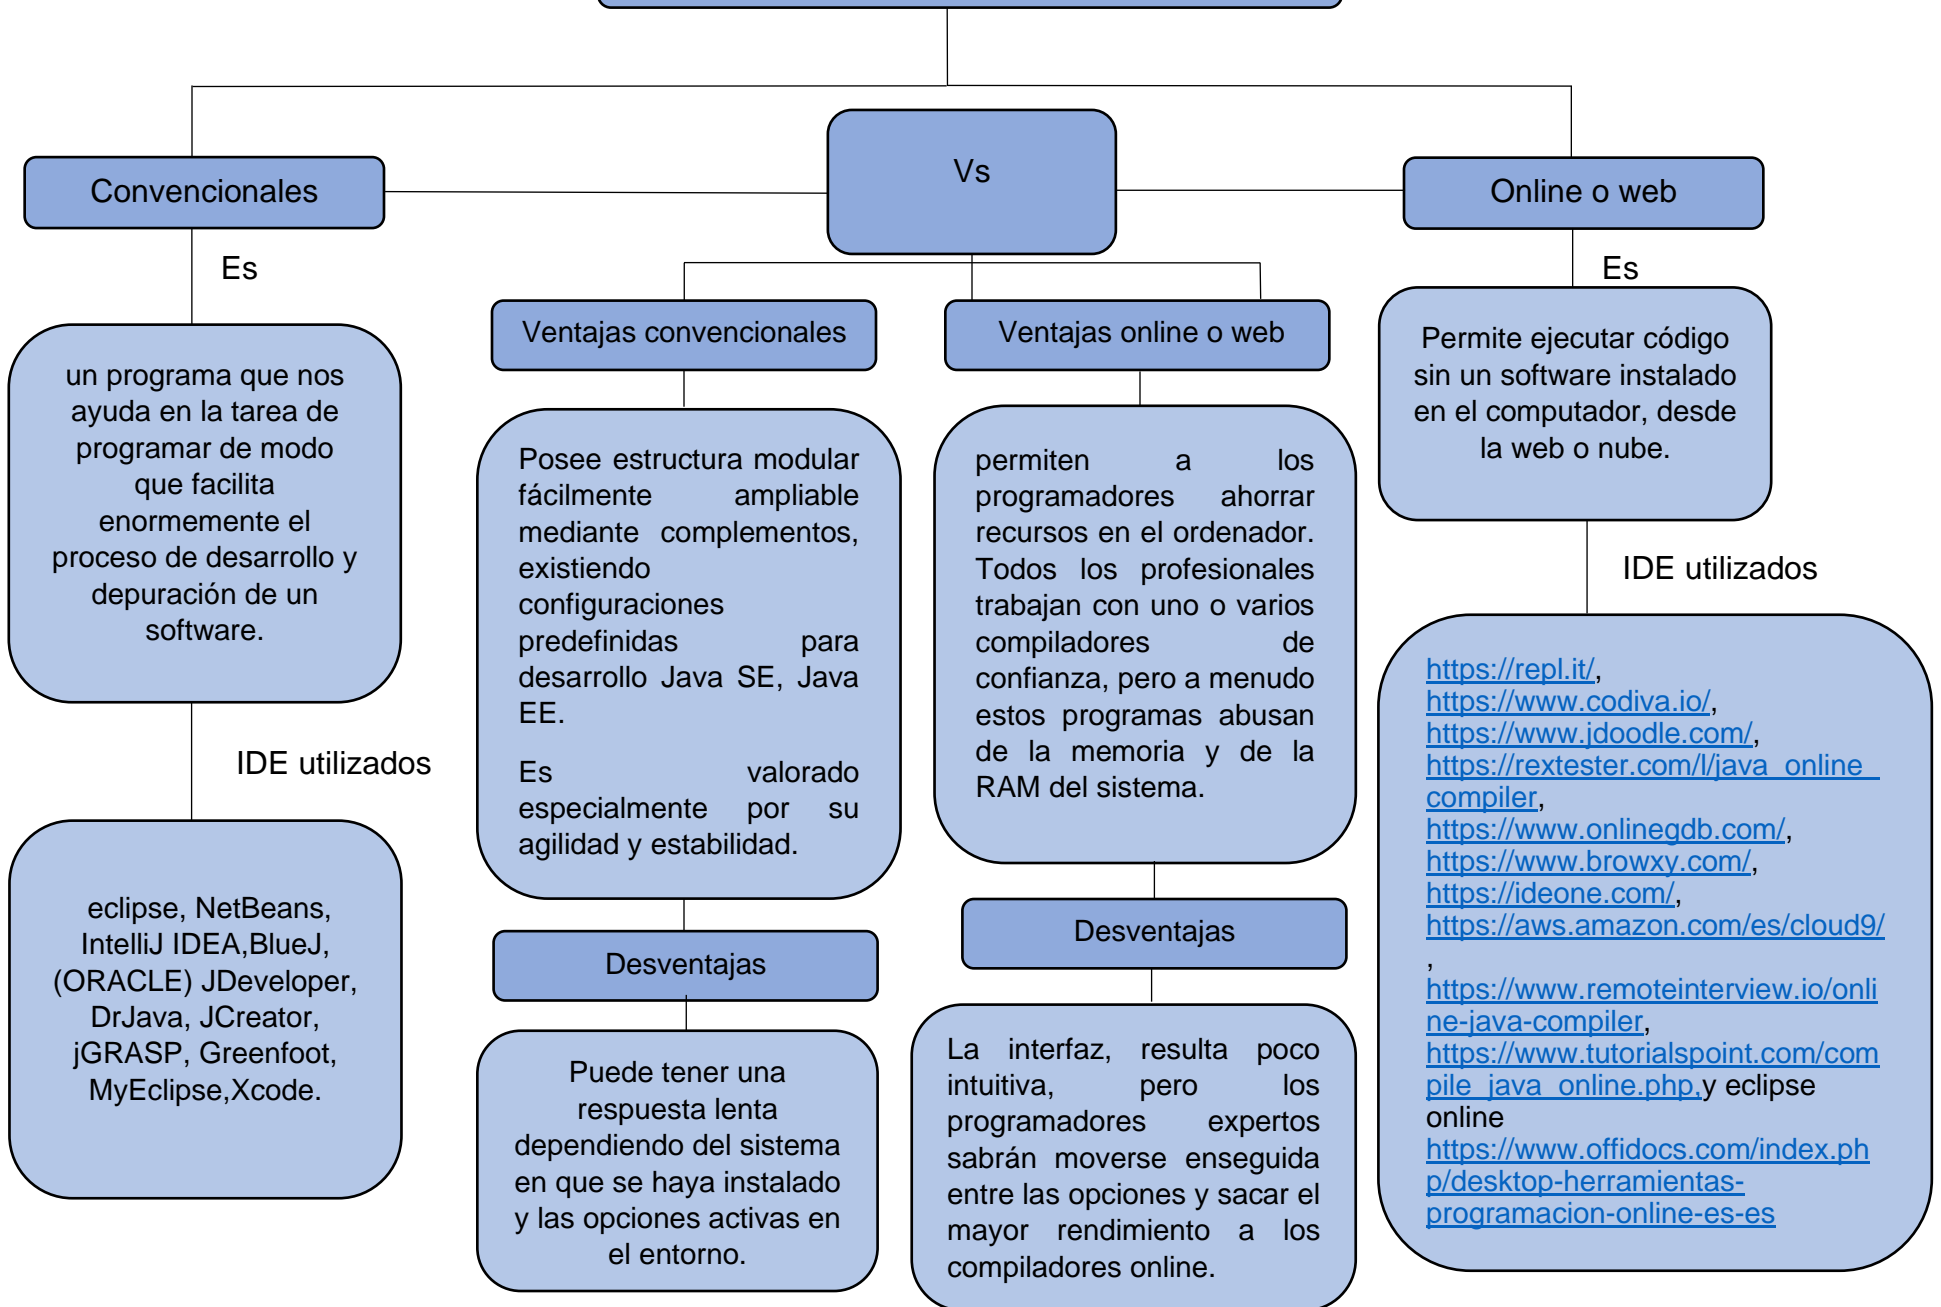 Vs
Convencionales
Online o web
Es
Es
un programa que nos
ayuda en la tarea de
programar de modo
que facilita
enormemente el
proceso de desarrollo y
depuración de un
software.
IDE utilizados
eclipse, NetBeans,
IntelliJ IDEA,BlueJ,
(ORACLE) JDeveloper,
DrJava, JCreator,
jGRASP, Greenfoot,
MyEclipse,Xcode.
Ventajas convencionales
Posee estructura modular
fácilmente ampliable
mediante complementos,
existiendo
configuraciones
predefinidas para
desarrollo Java SE, Java
EE.
Es valorado
especialmente por su
agilidad y estabilidad.
Desventajas
Puede tener una
respuesta lenta
dependiendo del sistema
en que se haya instalado
y las opciones activas en
el entorno.
Ventajas online o web
permiten a los
programadores ahorrar
recursos en el ordenador.
Todos los profesionales
trabajan con uno o varios
compiladores de
confianza, pero a menudo
estos programas abusan
de la memoria y de la
RAM del sistema.
Desventajas
La interfaz, resulta poco
intuitiva, pero los
programadores expertos
sabrán moverse enseguida
entre las opciones y sacar el
mayor rendimiento a los
compiladores online.
Permite ejecutar código
sin un software instalado
en el computador, desde
la web o nube.
IDE utilizados
https://repl.it/,
https://www.codiva.io/,
https://www.jdoodle.com/,
https://rextester.com/l/java_online_
compiler,
https://www.onlinegdb.com/,
https://www.browxy.com/,
https://ideone.com/,
https://aws.amazon.com/es/cloud9/
,
https://www.remoteinterview.io/onli
ne-java-compiler,
https://www.tutorialspoint.com/com
pile_java_online.php,y eclipse
online
https://www.offidocs.com/index.ph
p/desktop-herramientas-
programacion-online-es-es